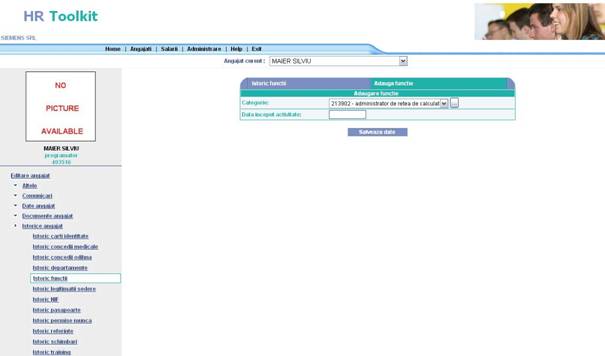 HR Toolkit
SIEMENS SRL
Home | Angajati | Salarii | Administrare | Help | Exit
Angajat curent : MAIER SILVIU
NO
PICTURE
AVAILABLE
MAIER SILVIU
programator
Istoric functii Adauga functie
Adaugare functie
Categorie: 213902 - administrator de retea de calculat ...
Data inceput activitate:
Salveaza date
Editare angajat
Altele
Comunicari
Date angajat
Documente angajat
Istorice angajat
Istoric carti identitate
Istoric concedii medicale
Istoric concedii odihna
Istoric departamente
Istoric functii
Istoric legitimatii sedere
Istoric NIF
Istoric pasapoarte
Istoric permise munca
Istoric referinte
Istoric schimbari
Istoric training